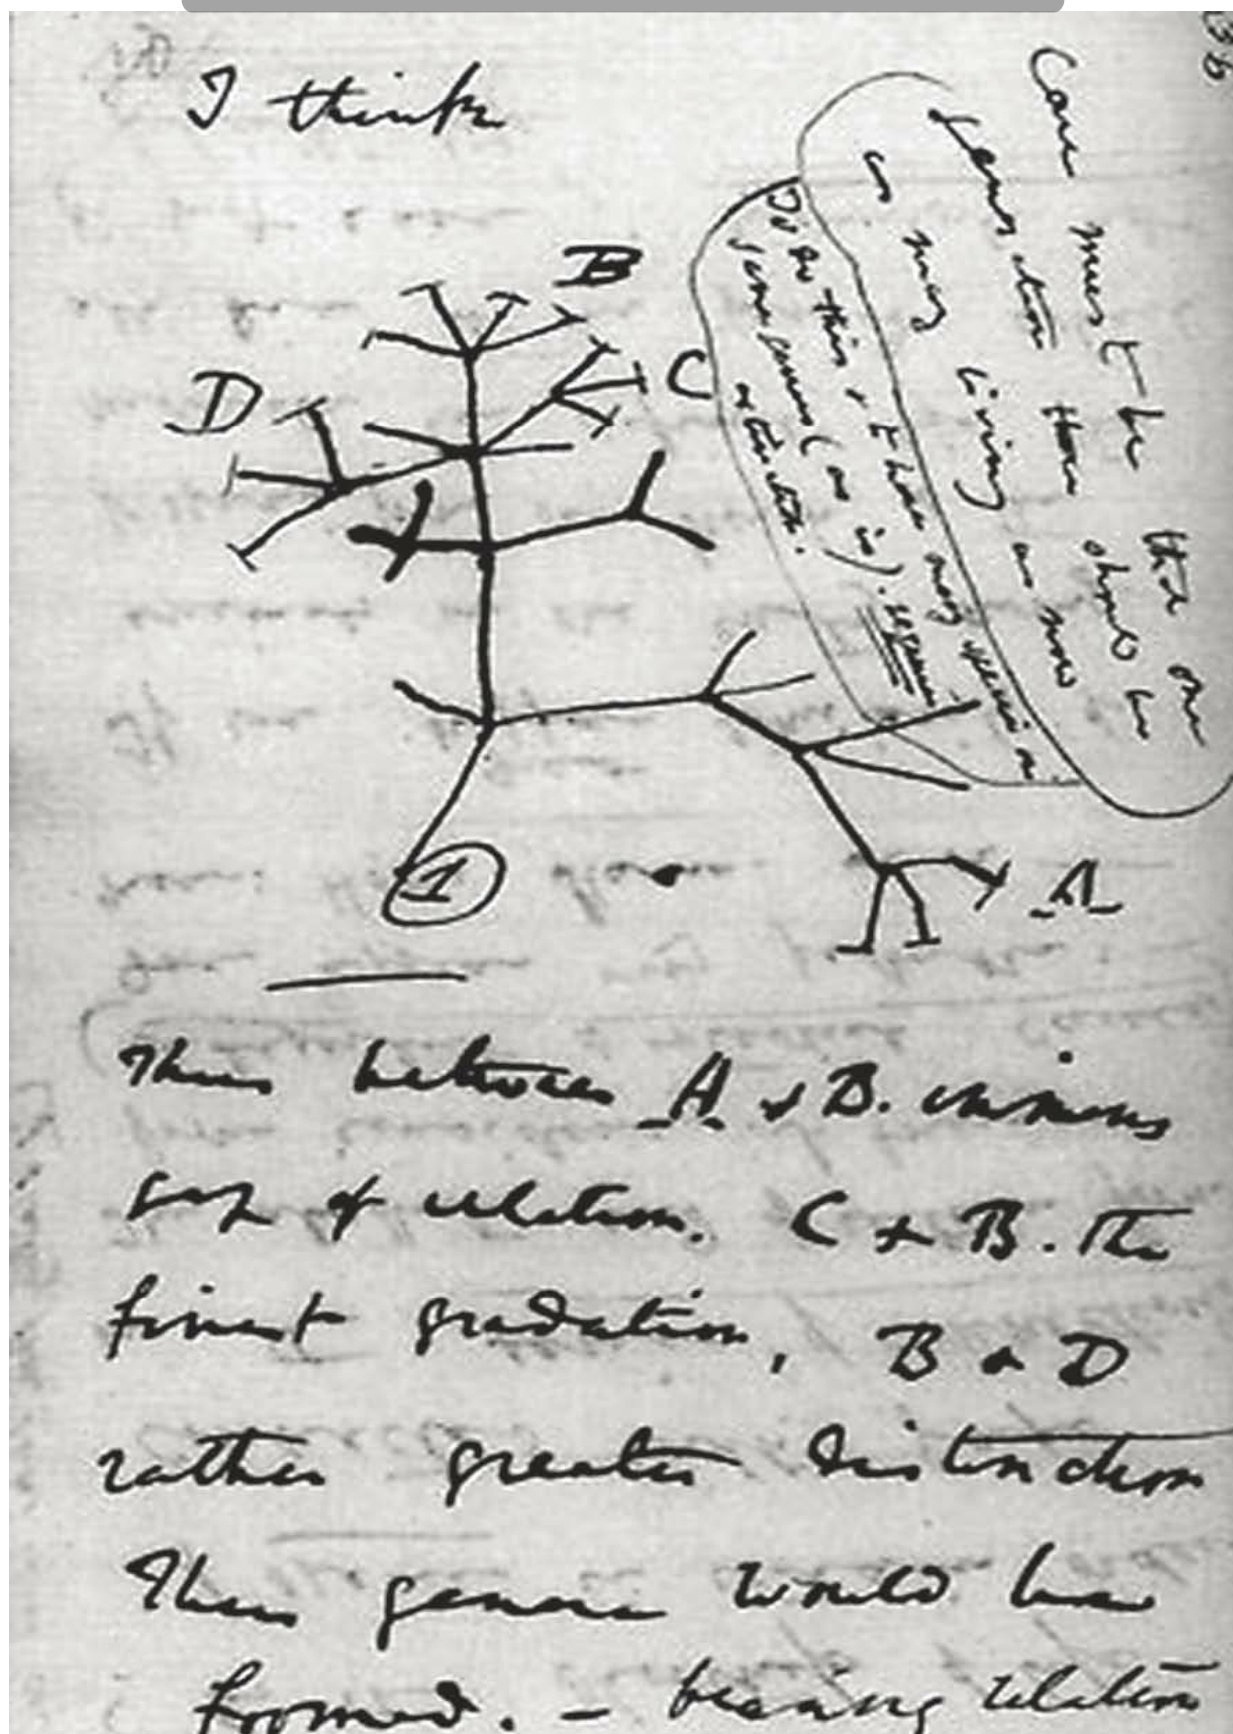 36
I think
Case must be that one
generation then should be
as many living as now
To do this & to have many species in
same genus (as is). requires
extinction.
B
C
D
A
1
Thus between A & B. immens
gap of relation. C & B. The
finest gradation, B & D
rather greater distinction
Thus genera would be
formed. — bearing relation